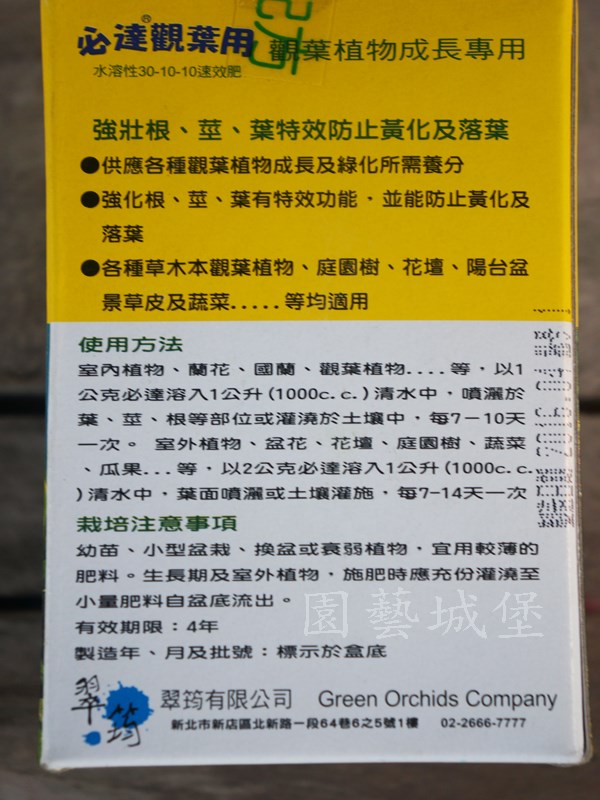 必達觀葉用® 觀葉植物成長專用
水溶性30-10-10速效肥
強壯根、莖、葉特效防止黃化及落葉
●供應各種觀葉植物成長及綠化所需養分
●強化根、莖、葉有特效功能，並能防止黃化及
落葉
●各種草木本觀葉植物、庭園樹、花壇、陽台盆
景草皮及蔬菜.....等均適用
使用方法
室內植物、蘭花、國蘭、觀葉植物....等，以1
公克必達溶入1公升(1000c.c.)清水中，噴灑於
葉、莖、根等部位或灌澆於土壤中，每7－10天
一次。 室外植物、盆花、花壇、庭園樹、蔬菜
、瓜果...等，以2公克必達溶入1公升(1000c.c.
)清水中，葉面噴灑或土壤灌施，每7-14天一次
栽培注意事項
幼苗、小型盆栽、換盆或衰弱植物，宜用較薄的
肥料。生長期及室外植物，施肥時應充份灌澆至
小量肥料自盆底流出。
有效期限：4年
製造年、月及批號：標示於盒底
園藝城堡
翠筠 翠筠有限公司 Green Orchids Company
新北市新店區北新路一段64巷6之5號1樓 02-2666-7777